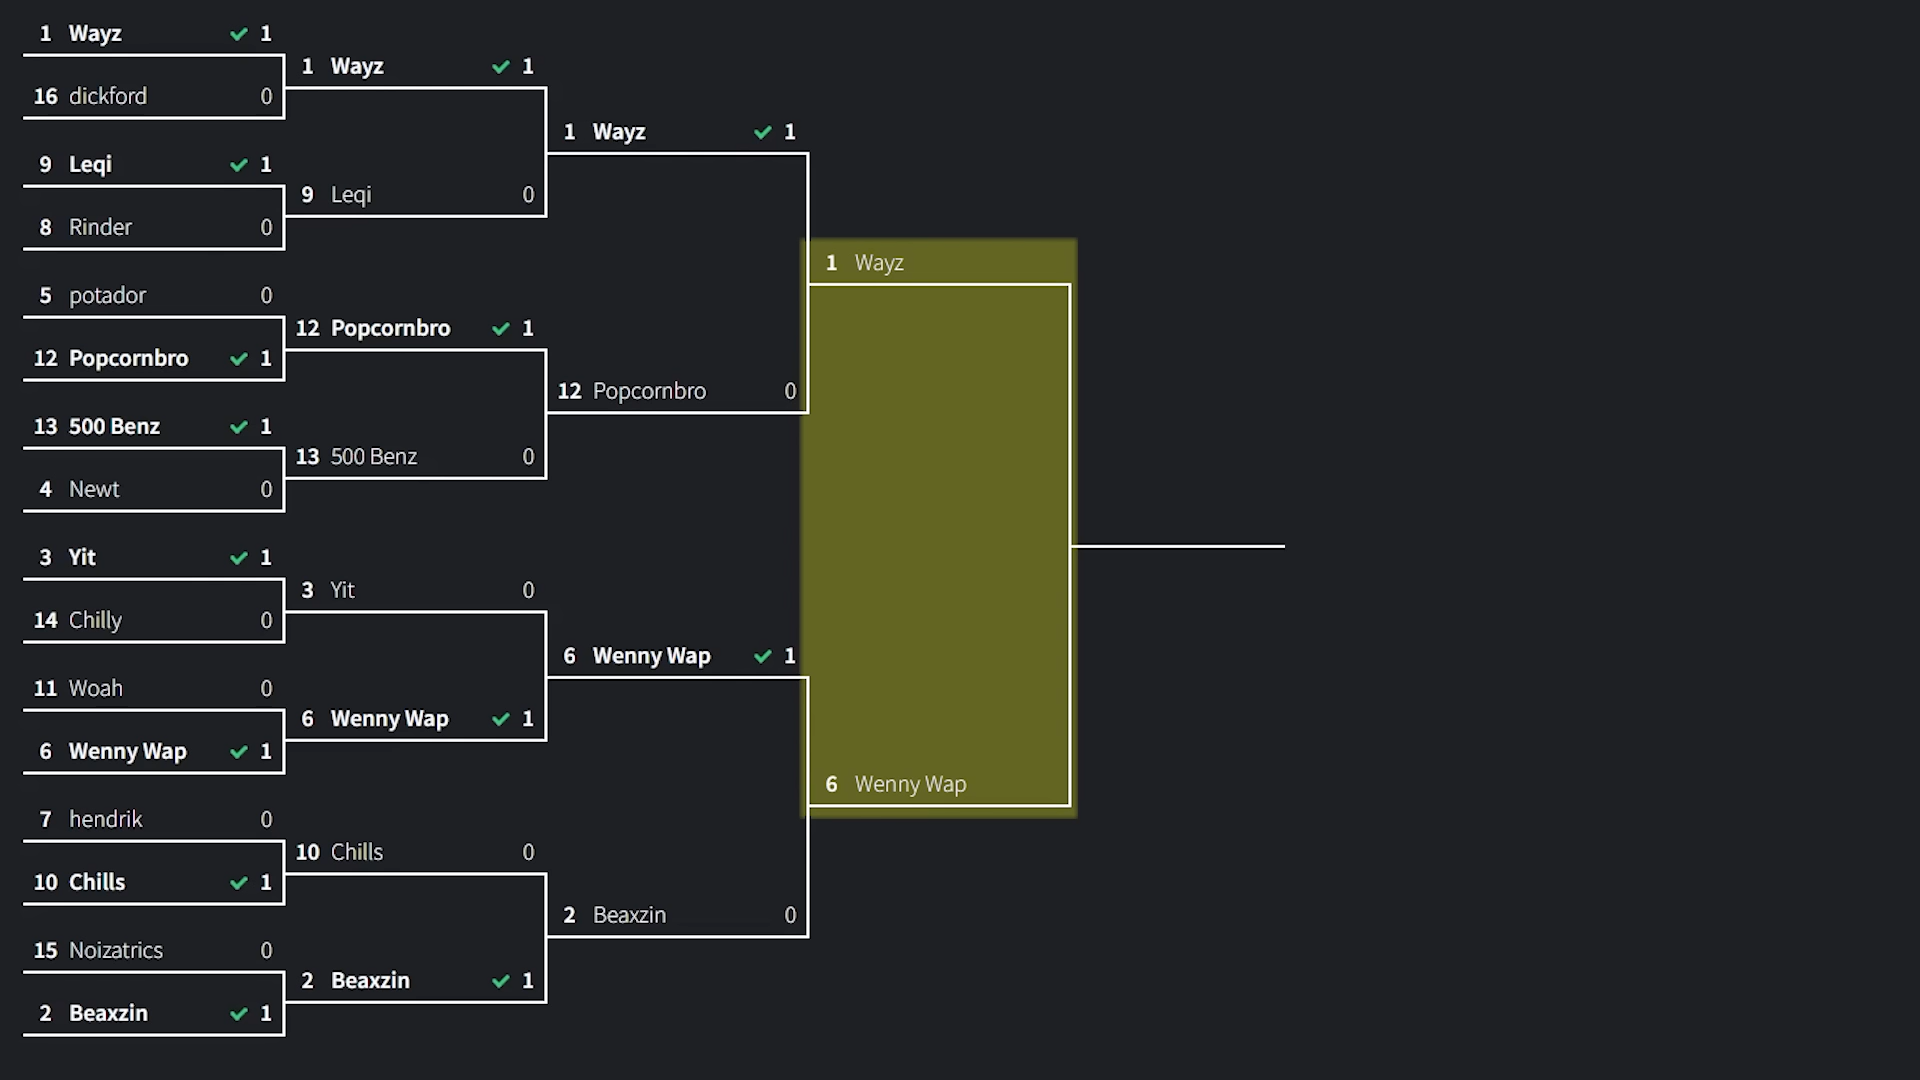 1 Wayz 1
16 dickford 0
9 Leqi 1
8 Rinder 0
5 potador 0
12 Popcornbro 1
13 500 Benz 1
4 Newt 0
3 Yit 1
14 Chilly 0
11 Woah 0
6 Wenny Wap 1
7 hendrik 0
10 Chills 1
15 Noizatrics 0
2 Beaxzin 1
1 Wayz 1
9 Leqi 0
12 Popcornbro 1
13 500 Benz 0
3 Yit 0
6 Wenny Wap 1
10 Chills 0
2 Beaxzin 1
1 Wayz 1
12 Popcornbro 0
6 Wenny Wap 1
2 Beaxzin 0
1 Wayz
6 Wenny Wap